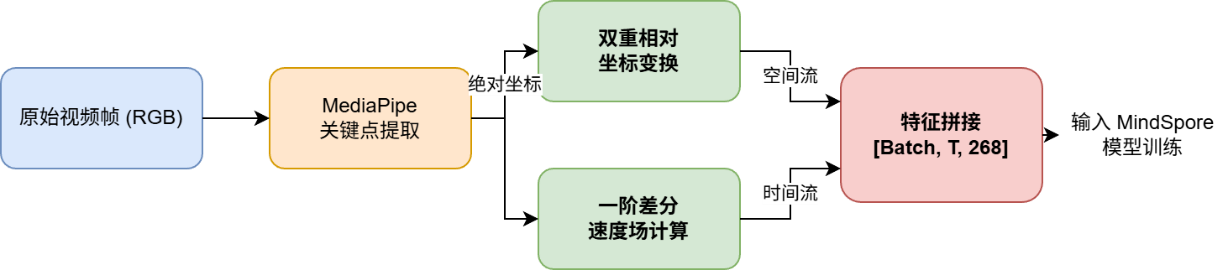 原始视频帧 (RGB)
MediaPipe
关键点提取
绝对坐标
双重相对
坐标变换
一阶差分
速度场计算
空间流
时间流
特征拼接
[Batch, T, 268]
输入 MindSpore
模型训练